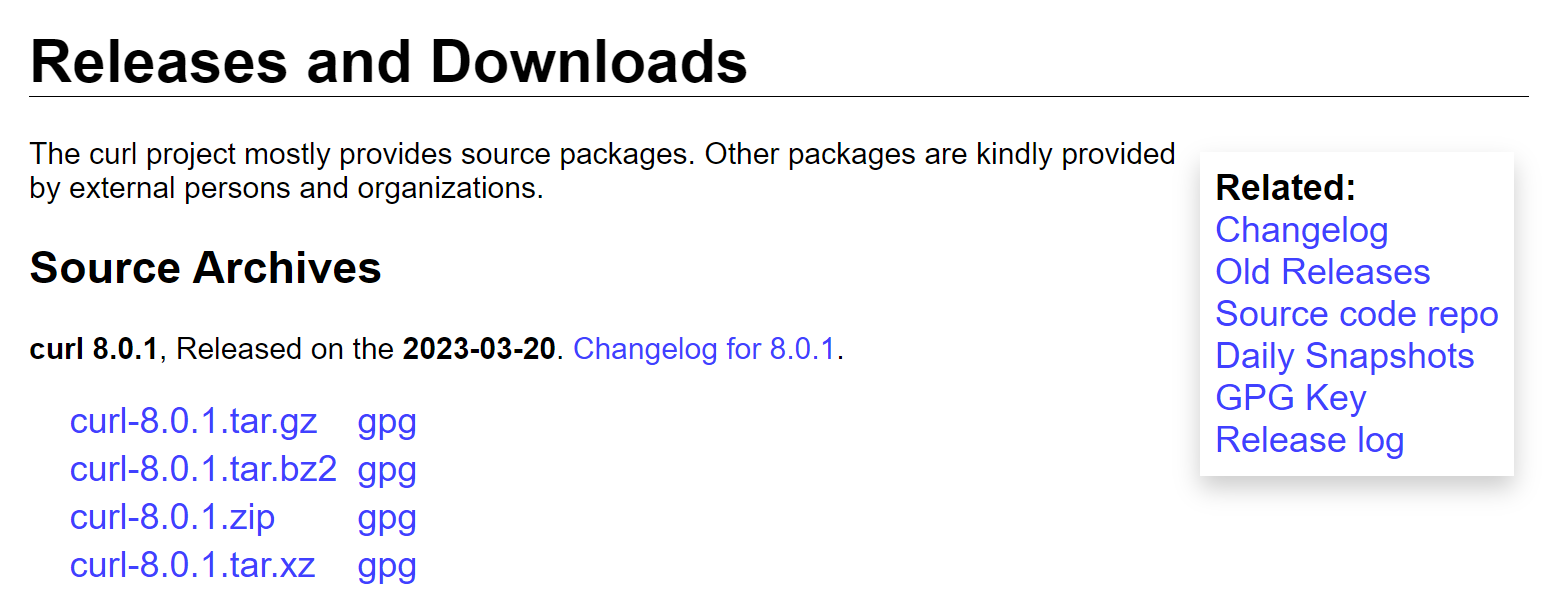 Releases and Downloads
The curl project mostly provides source packages. Other packages are kindly provided
by external persons and organizations.
Source Archives
curl 8.0.1, Released on the 2023-03-20. Changelog for 8.0.1.
curl-8.0.1.tar.gz gpg
curl-8.0.1.tar.bz2 gpg
curl-8.0.1.zip gpg
curl-8.0.1.tar.xz gpg
Related:
Changelog
Old Releases
Source code repo
Daily Snapshots
GPG Key
Release log